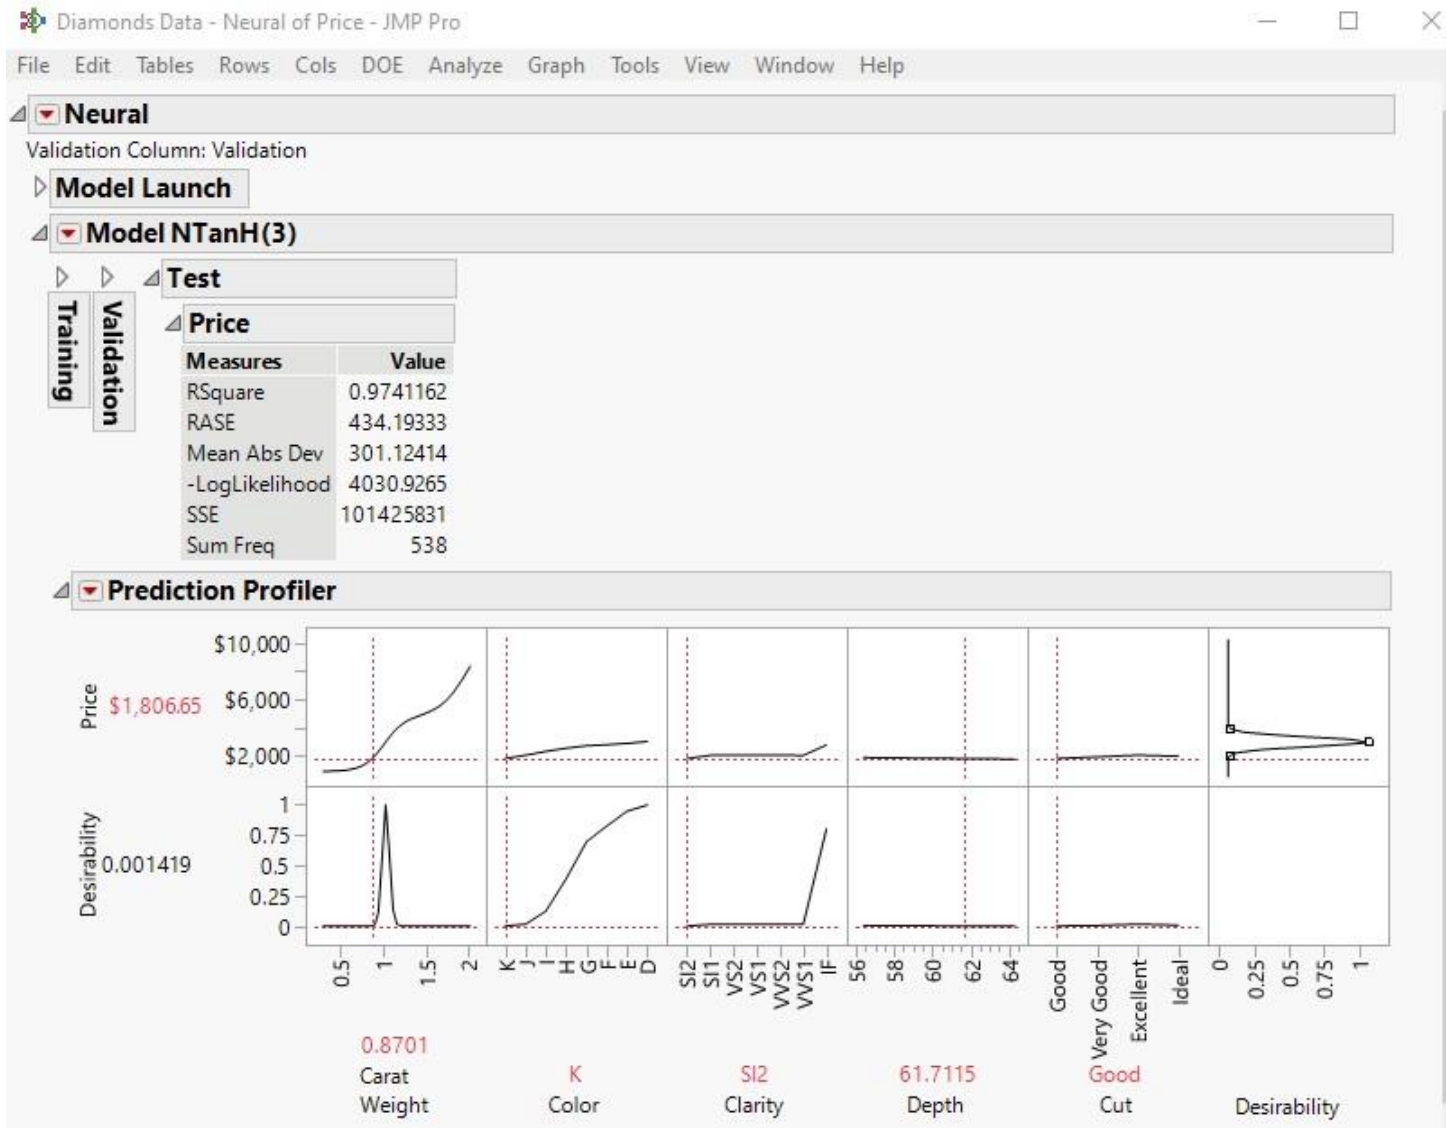 Diamonds Data - Neural of Price - JMP Pro
File Edit Tables Rows Cols DOE Analyze Graph Tools View Window Help
Neural
Validation Column: Validation
Model Launch
Model NTanH(3)
Training
Validation
Test
Price
Measures Value
RSquare 0.9741162
RASE 434.19333
Mean Abs Dev 301.12414
-LogLikelihood 4030.9265
SSE 101425831
Sum Freq 538
Prediction Profiler
Price
$1,806.65
$10,000
$6,000
$2,000
Desirability
0.001419
1
0.75
0.5
0.25
0
0.5 1 1.5 2
K J I H G F E D
SI2 SI1 VS2 VS1 VVS2 VVS1 IF
56 58 60 62 64
Good Very Good Excellent Ideal
0 0.25 0.5 0.75 1
0.8701
Carat
Weight
K
Color
SI2
Clarity
61.7115
Depth
Good
Cut
Desirability